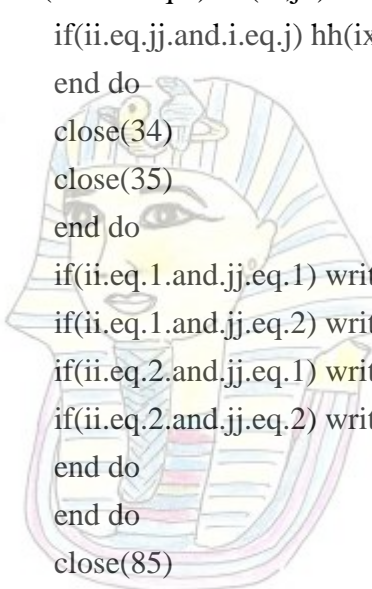 if(ii.eq.jj.and.i.eq.j) hh(ix
end do
close(34)
close(35)
end do
if(ii.eq.1.and.jj.eq.1) writ
if(ii.eq.1.and.jj.eq.2) writ
if(ii.eq.2.and.jj.eq.1) writ
if(ii.eq.2.and.jj.eq.2) writ
end do
end do
close(85)